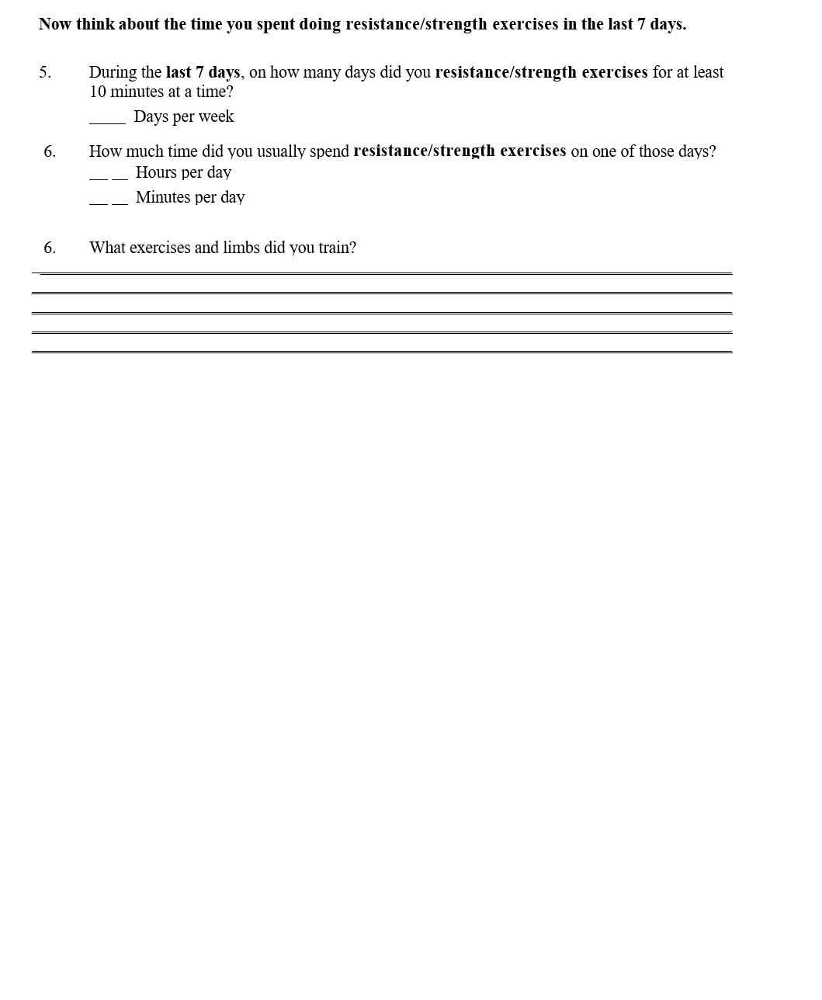 Now think about the time you spent doing resistance/strength exercises in the last 7 days.
5. During the last 7 days, on how many days did you resistance/strength exercises for at least
10 minutes at a time?
____ Days per week
6. How much time did you usually spend resistance/strength exercises on one of those days?
__ __ Hours per day
__ __ Minutes per day
6. What exercises and limbs did you train?